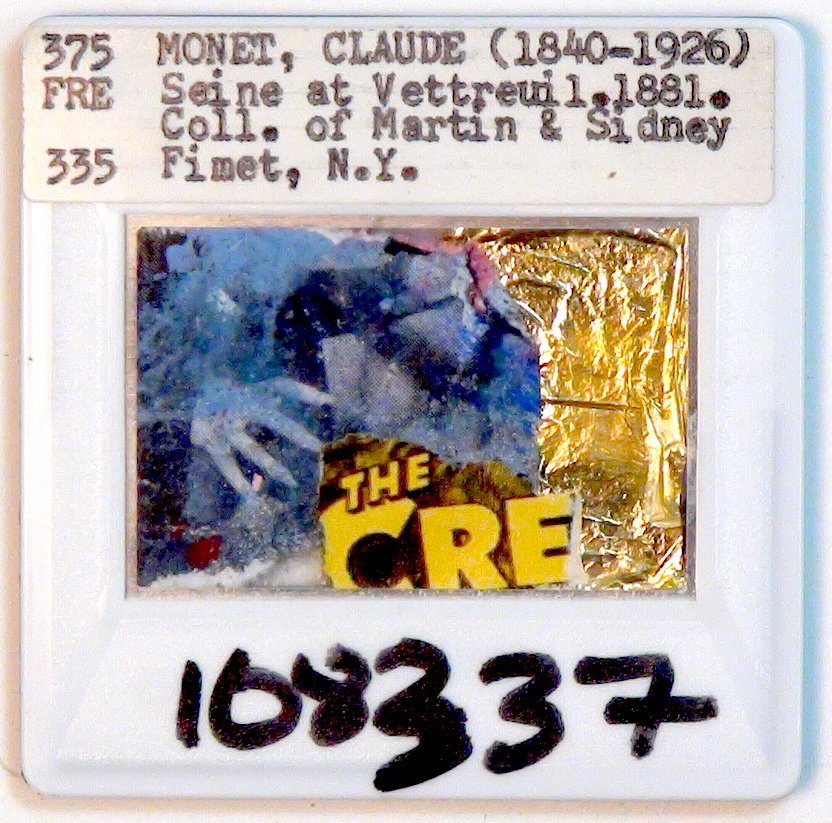 375 MONET, CLAUDE (1840-1926)
FRE Seine at Vettreuil.1881.
Coll. of Martin & Sidney
335 Fimet, N.Y.
THE
CRE
108337